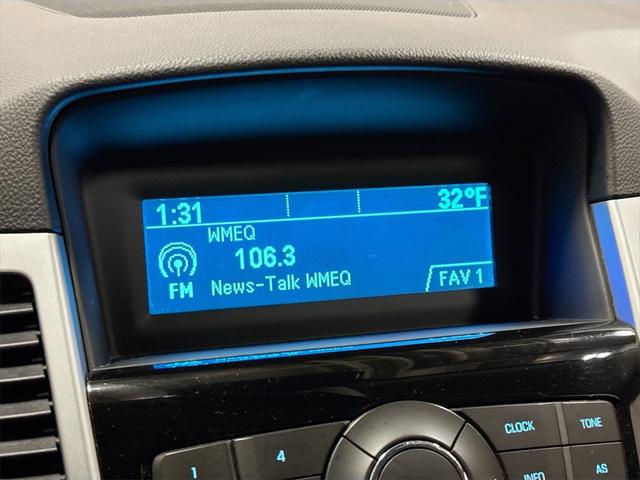 1:31 32°F
WMEQ
106.3
FM News-Talk WMEQ
FAV 1
CLOCK TONE
1 4 INFO AS